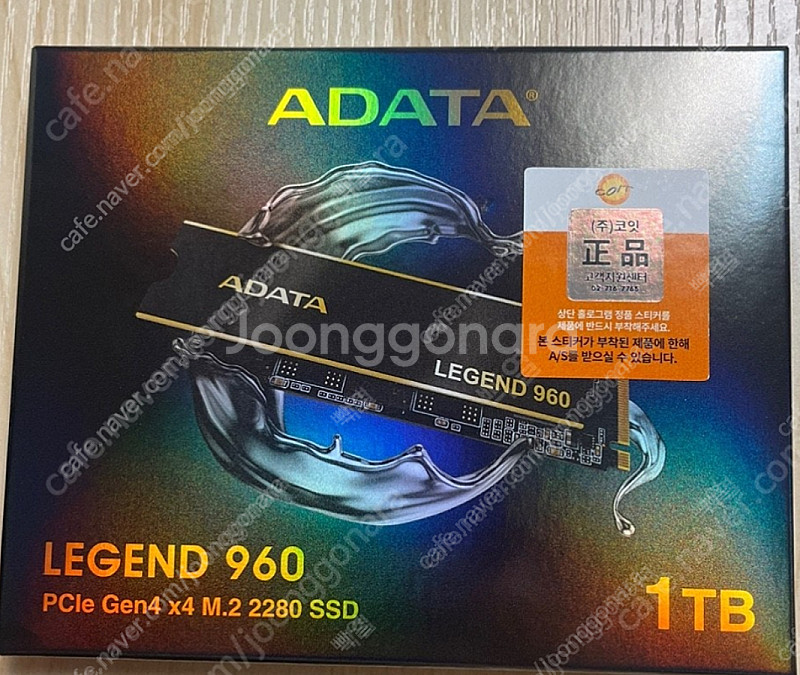 ADATA®
COIT
(주)코잇
正品
고객지원센터
상단 홀로그램 정품 스티커를
제품에 반드시 부착해주세요.
본 스티커가 부착된 제품에 한해
A/S를 받으실 수 있습니다.
ADATA
LEGEND 960
Joonggonara
LEGEND 960
PCIe Gen4 x4 M.2 2280 SSD
1TB
cafe.naver.com/joonggonara